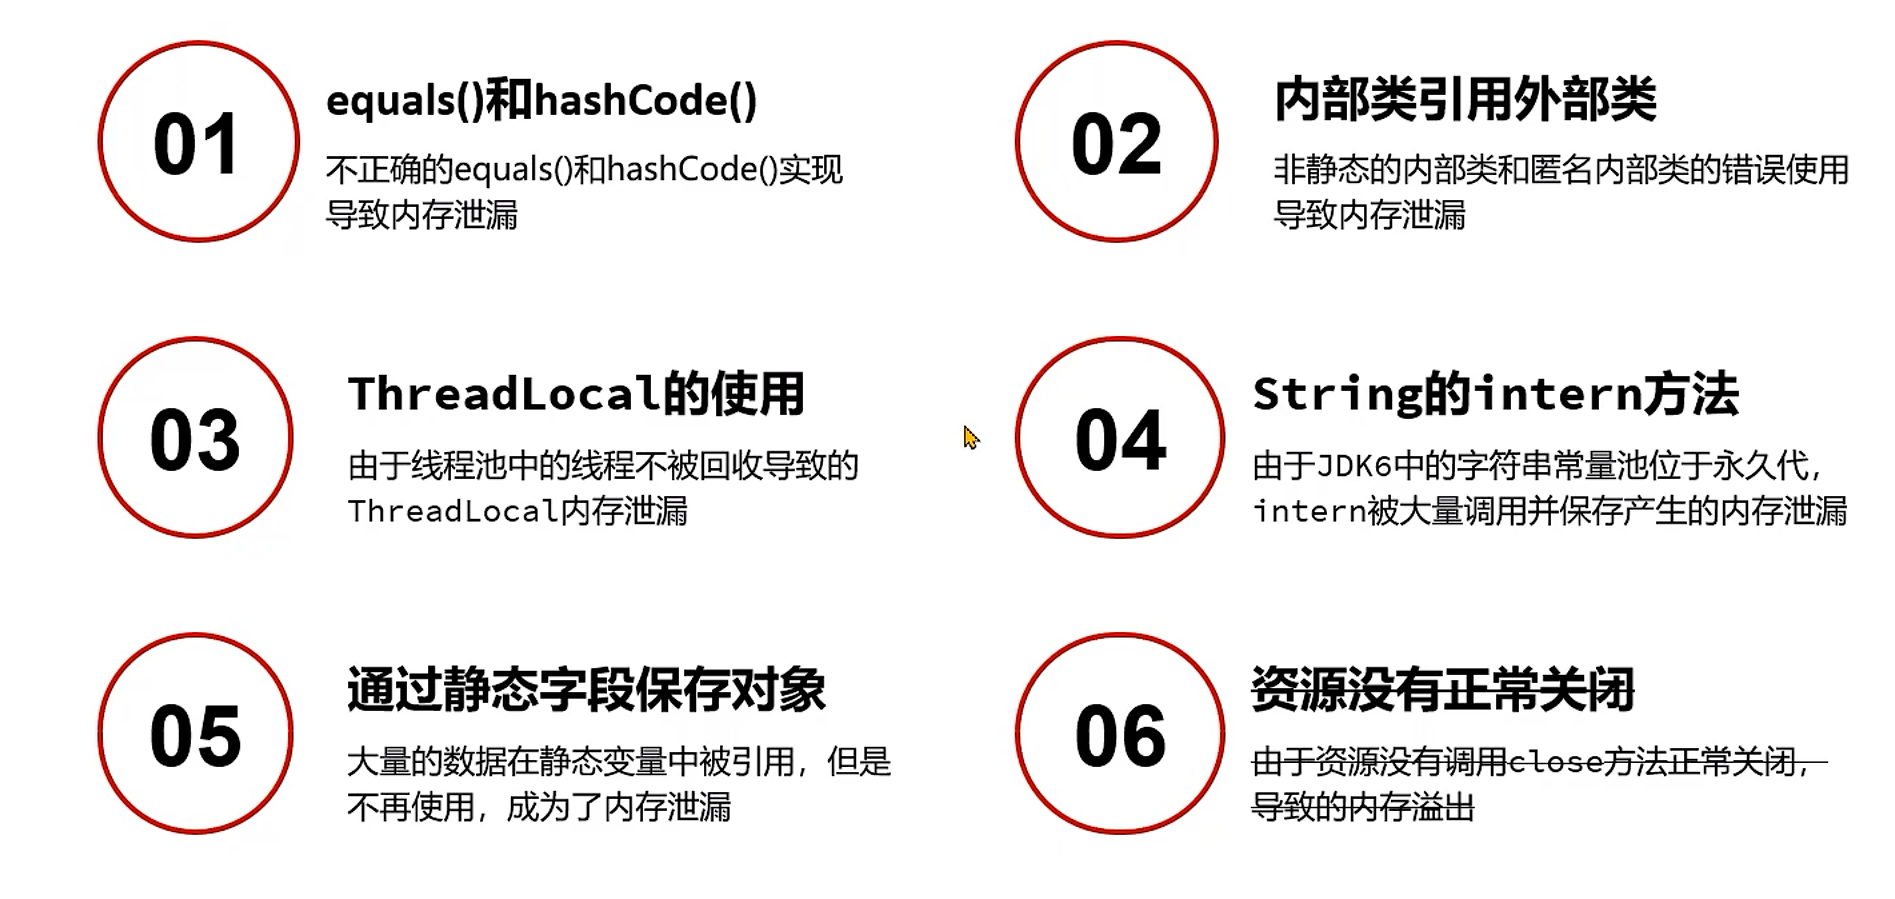 01
equals()和hashCode()
不正确的equals()和hashCode()实现
导致内存泄漏
02
内部类引用外部类
非静态的内部类和匿名内部类的错误使用
导致内存泄漏
03
ThreadLocal的使用
由于线程池中的线程不被回收导致的
ThreadLocal内存泄漏
04
String的intern方法
由于JDK6中的字符串常量池位于永久代，
intern被大量调用并保存产生的内存泄漏
05
通过静态字段保存对象
大量的数据在静态变量中被引用，但是
不再使用，成为了内存泄漏
06
资源没有正常关闭
由于资源没有调用close方法正常关闭，
导致的内存溢出